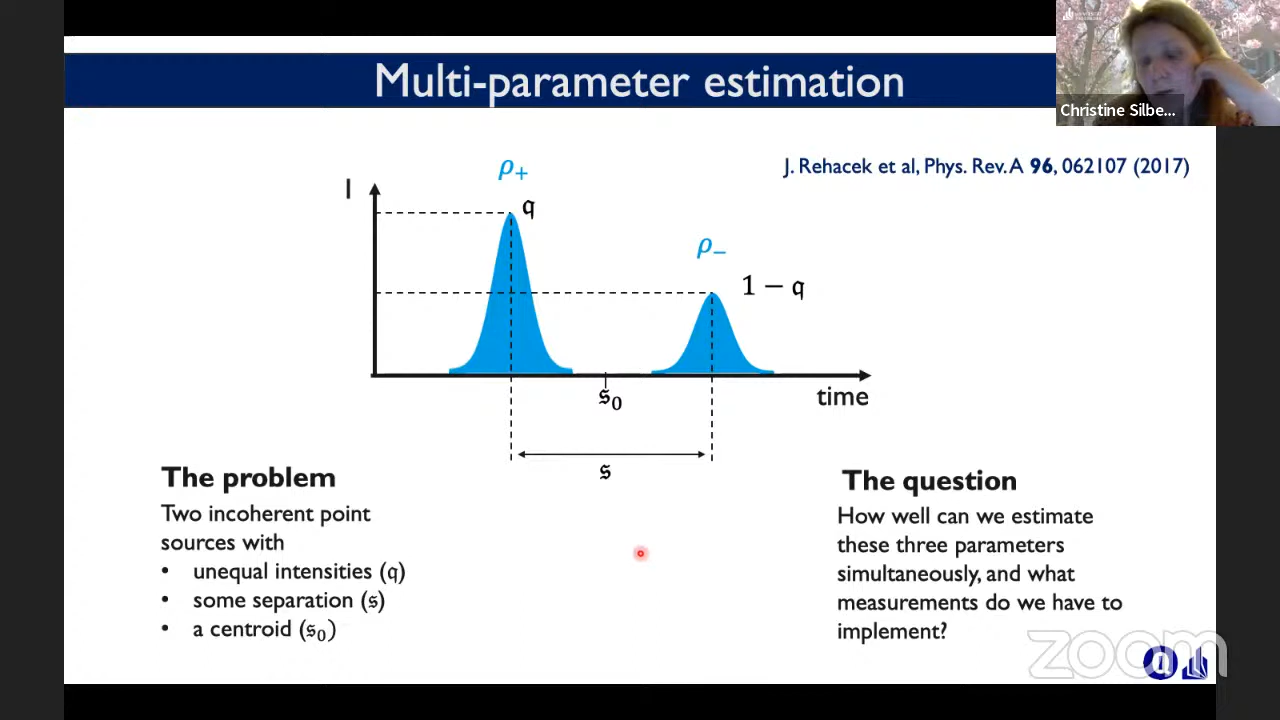 Multi-parameter estimation
Christine Silbe...
J. Rehacek et al, Phys. Rev. A 96, 062107 (2017)
ρ₊
I
𝔮
ρ₋
1 − 𝔮
𝔰₀
time
𝔰
The problem
Two incoherent point
sources with
• unequal intensities (𝔮)
• some separation (𝔰)
• a centroid (𝔰₀)
The question
How well can we estimate
these three parameters
simultaneously, and what
measurements do we have to
implement?
zoom